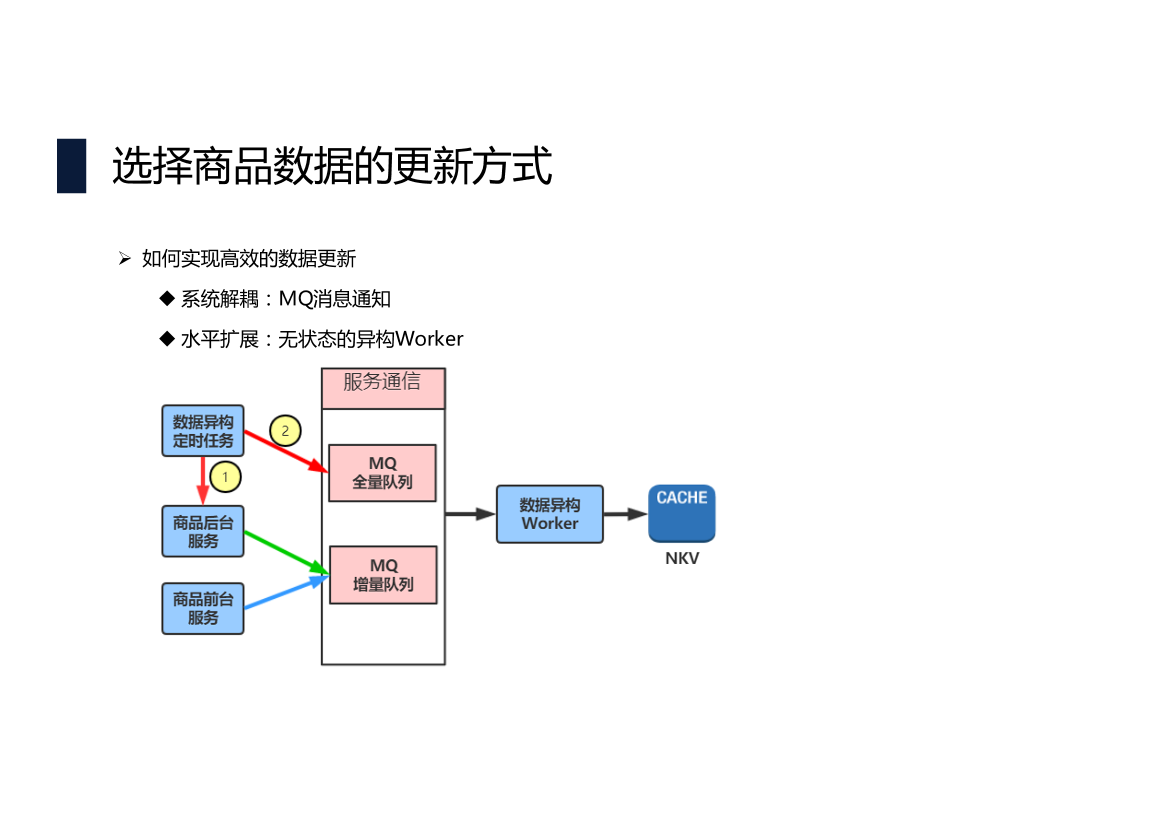 选择商品数据的更新方式
➢ 如何实现高效的数据更新
◆ 系统解耦：MQ消息通知
◆ 水平扩展：无状态的异构Worker
服务通信
数据异构
定时任务
2
1
MQ
全量队列
商品后台
服务
数据异构
Worker
CACHE
NKV
MQ
增量队列
商品前台
服务